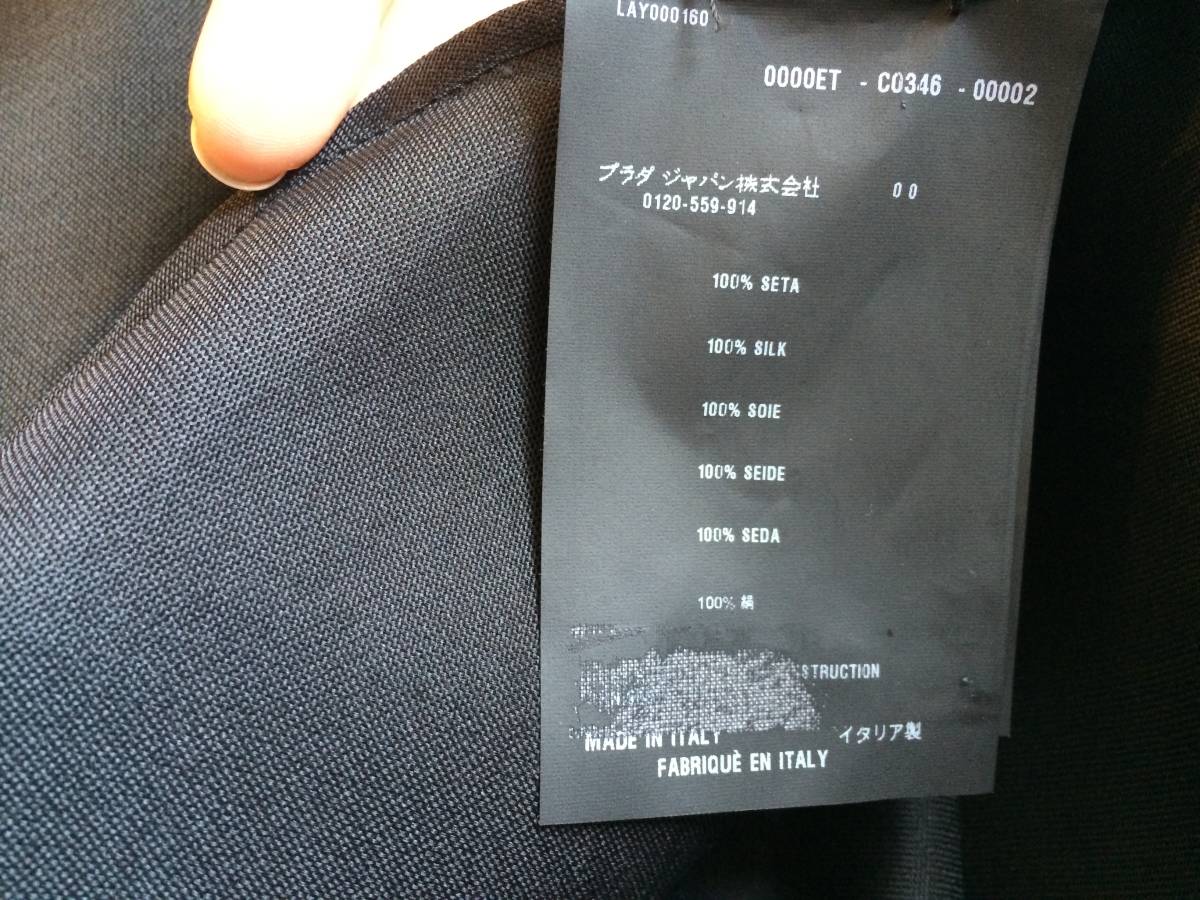 LAY000160
0000ET - C0346 - 00002
プラダ ジャパン株式会社 00
0120-559-914
100% SETA
100% SILK
100% SOIE
100% SEIDE
100% SEDA
100% 絹
STRUCTION
MADE IN ITALY イタリア製
FABRIQUÈ EN ITALY